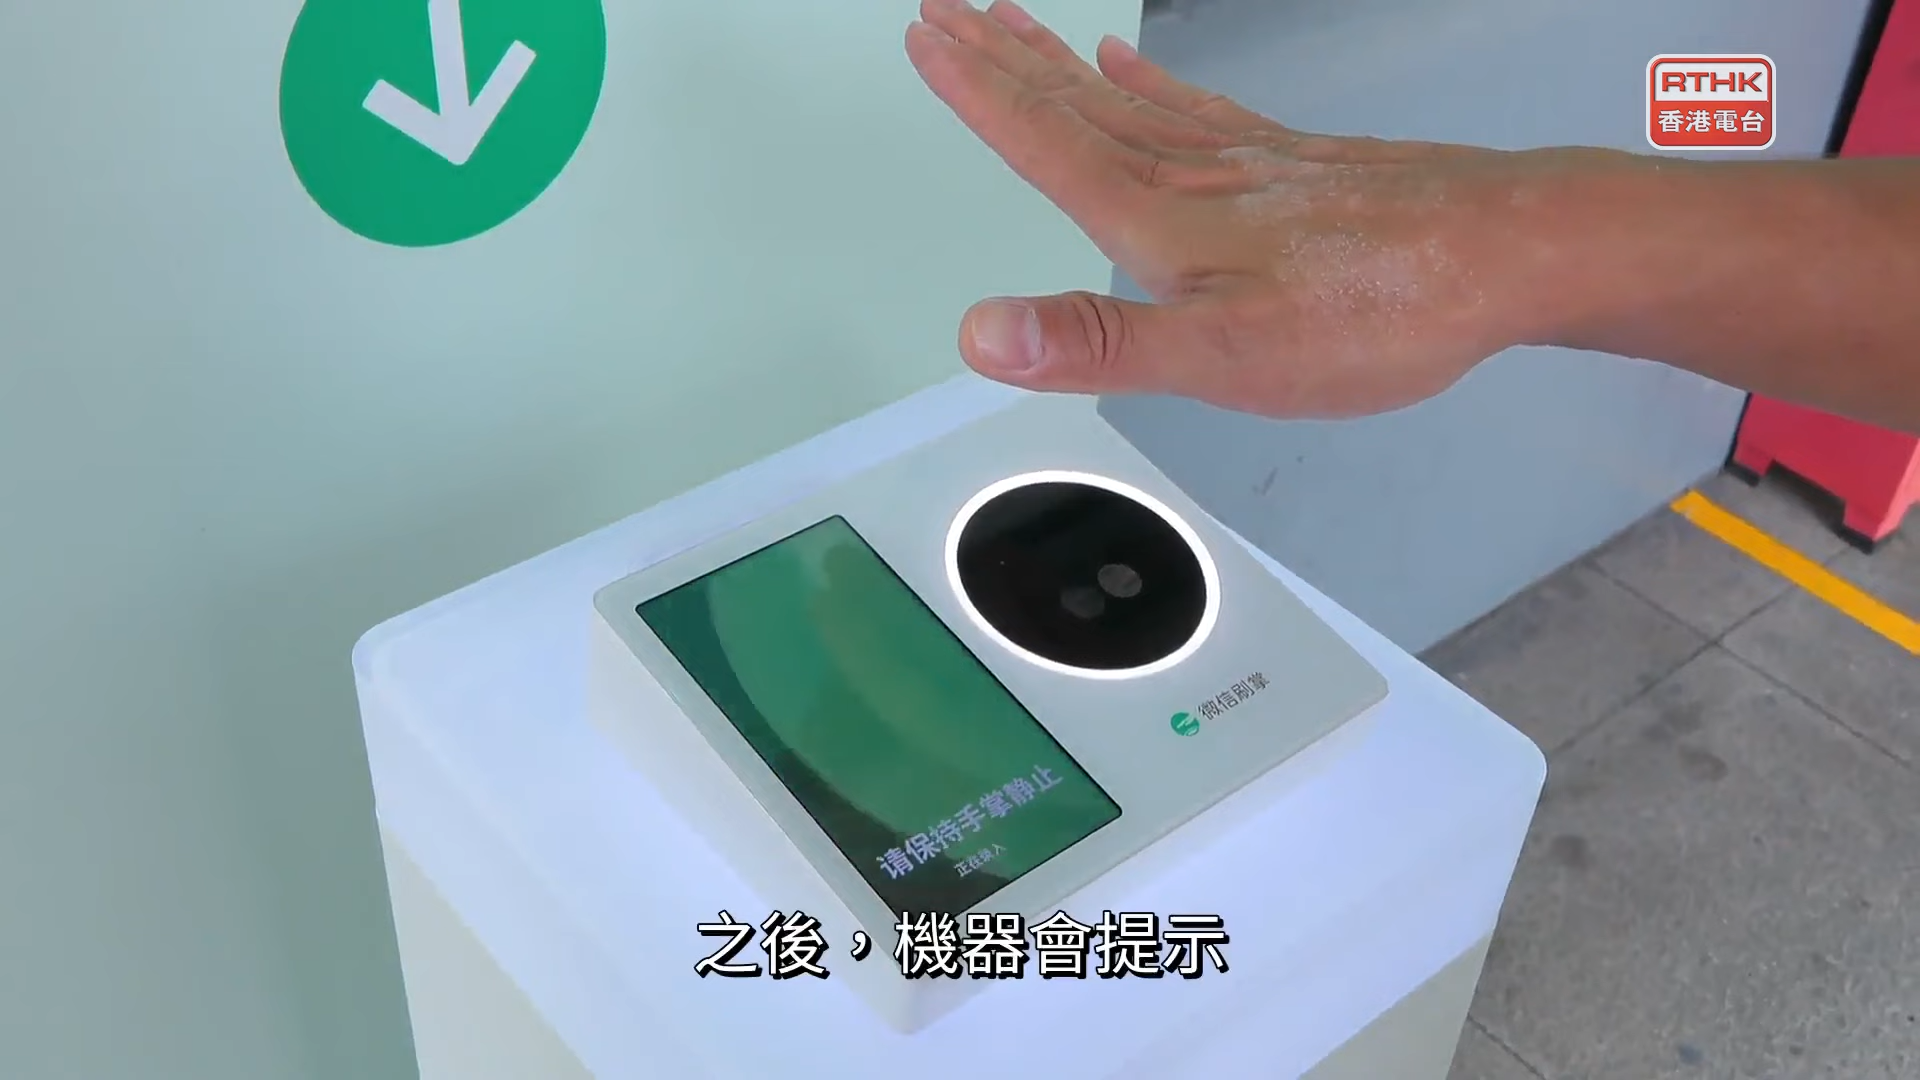 RTHK
香港電台
微信刷掌
请保持手掌静止
正在录入
之後，機器會提示